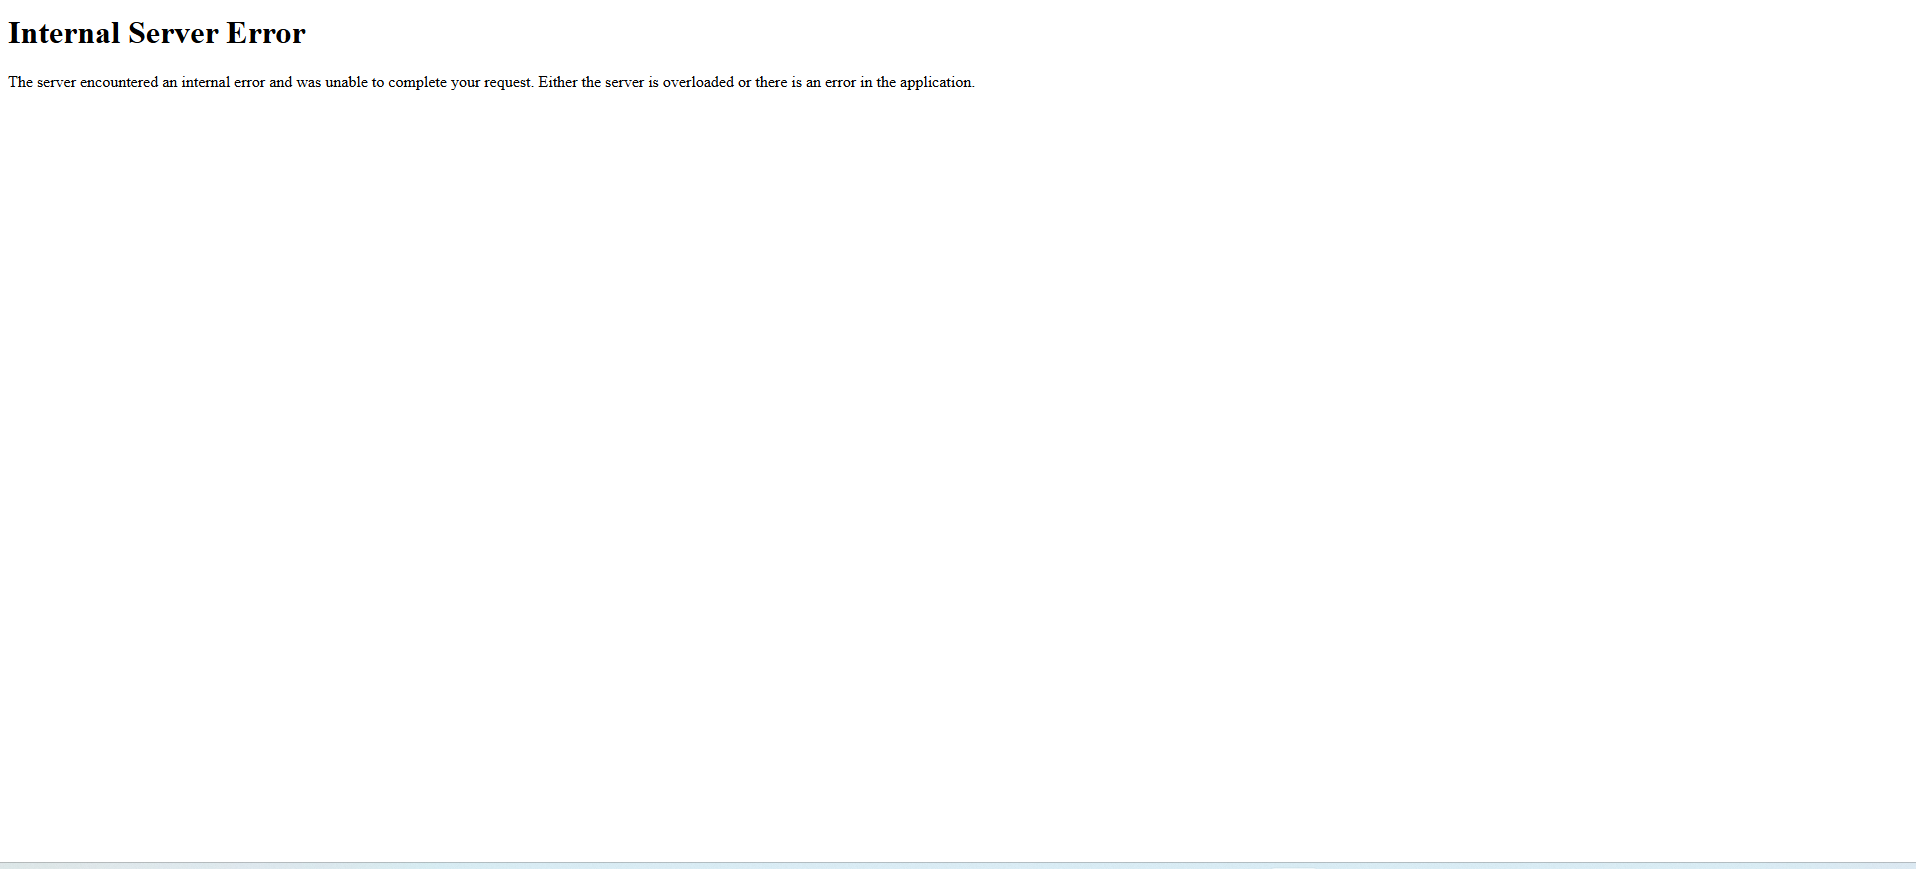 Internal Server Error
The server encountered an internal error and was unable to complete your request. Either the server is overloaded or there is an error in the application.